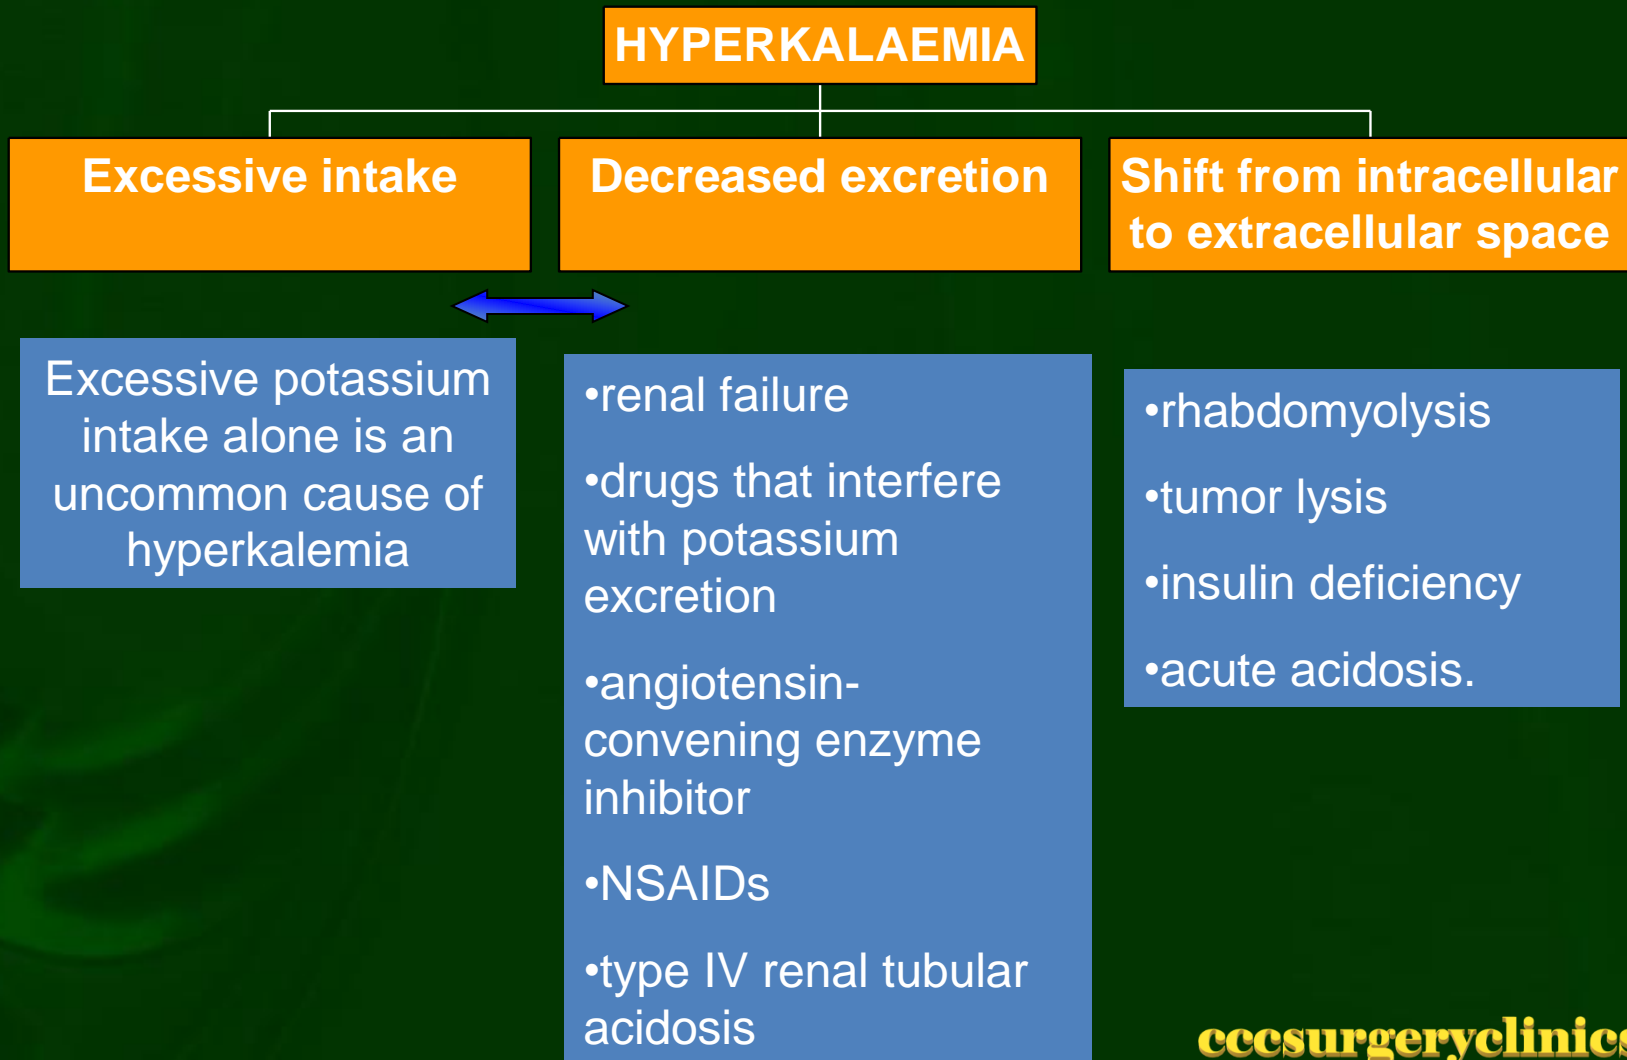 HYPERKALAEMIA
Excessive intake
Decreased excretion
Shift from intracellular
to extracellular space
Excessive potassium
intake alone is an
uncommon cause of
hyperkalemia
•renal failure
•drugs that interfere
with potassium
excretion
•angiotensin-
convening enzyme
inhibitor
•NSAIDs
•type IV renal tubular
acidosis
•rhabdomyolysis
•tumor lysis
•insulin deficiency
•acute acidosis.
cccsurgeryclinics